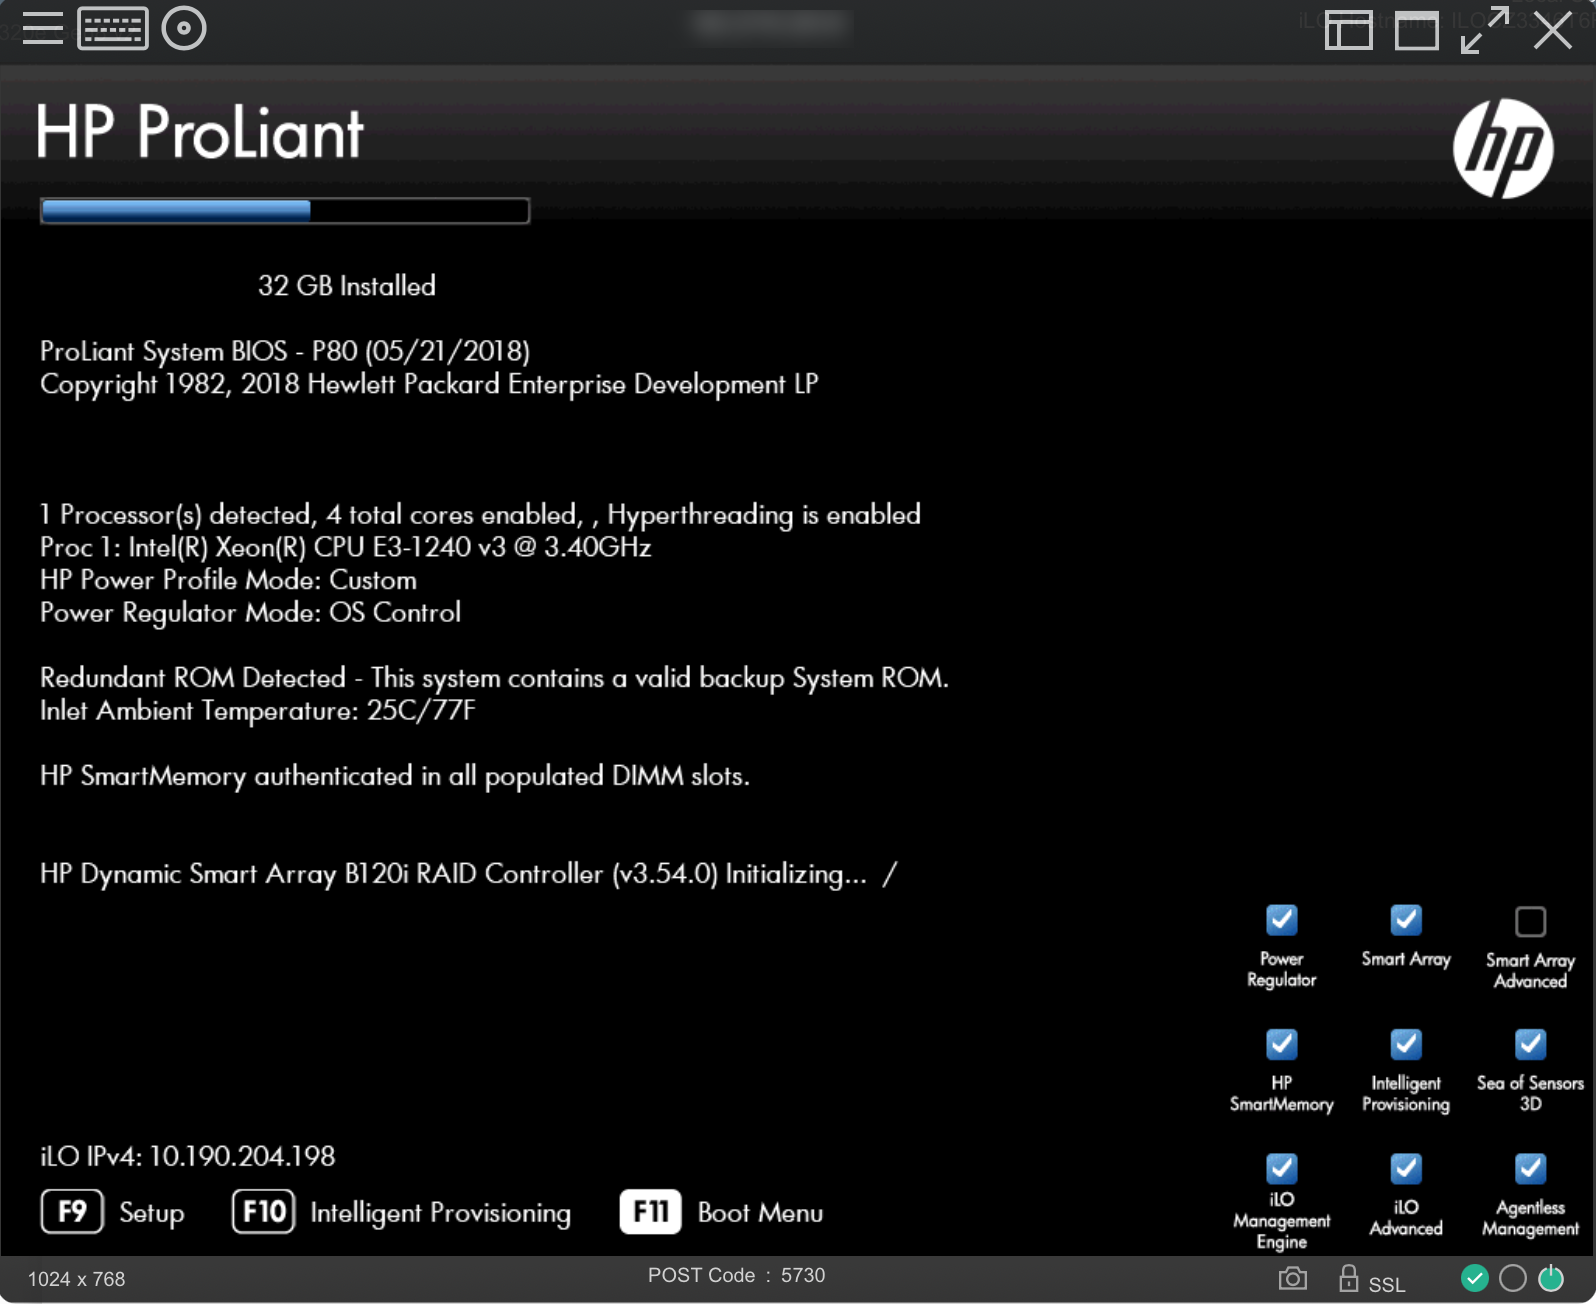 HP ProLiant
hp
32 GB Installed
ProLiant System BIOS - P80 (05/21/2018)
Copyright 1982, 2018 Hewlett Packard Enterprise Development LP
1 Processor(s) detected, 4 total cores enabled, , Hyperthreading is enabled
Proc 1: Intel(R) Xeon(R) CPU E3-1240 v3 @ 3.40GHz
HP Power Profile Mode: Custom
Power Regulator Mode: OS Control
Redundant ROM Detected - This system contains a valid backup System ROM.
Inlet Ambient Temperature: 25C/77F
HP SmartMemory authenticated in all populated DIMM slots.
HP Dynamic Smart Array B120i RAID Controller (v3.54.0) Initializing... /
Power
Regulator
Smart Array
Smart Array
Advanced
HP
SmartMemory
Intelligent
Provisioning
Sea of Sensors
3D
iLO
Management
Engine
iLO
Advanced
Agentless
Management
iLO IPv4: 10.190.204.198
F9 Setup F10 Intelligent Provisioning F11 Boot Menu
1024 x 768
POST Code : 5730
SSL